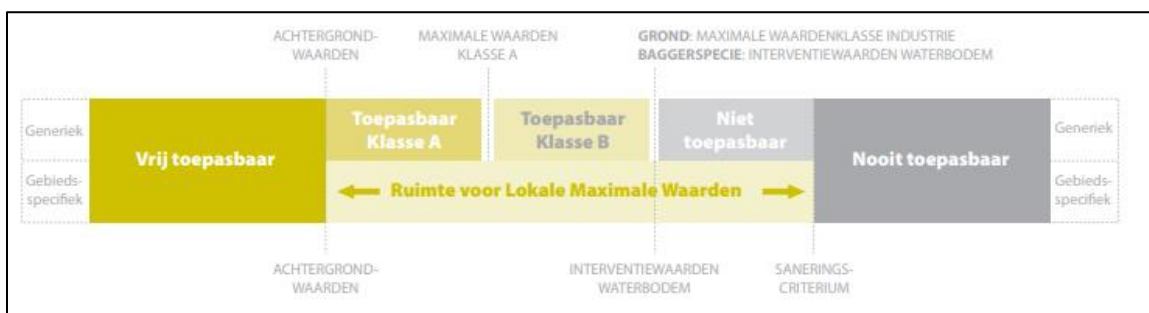 ACHTERGROND-
WAARDEN
MAXIMALE WAARDEN
KLASSE A
GROND: MAXIMALE WAARDENKLASSE INDUSTRIE
BAGGERSPECIE: INTERVENTIEWAARDEN WATERBODEM
Generiek
Vrij toepasbaar
Toepasbaar
Klasse A
Toepasbaar
Klasse B
Niet
toepasbaar
Nooit toepasbaar
Generiek
Gebieds-
specifiek
Ruimte voor Lokale Maximale Waarden
Gebieds-
specifiek
ACHTERGROND-
WAARDEN
INTERVENTIEWAARDEN
WATERBODEM
SANERINGS-
CRITERIUM